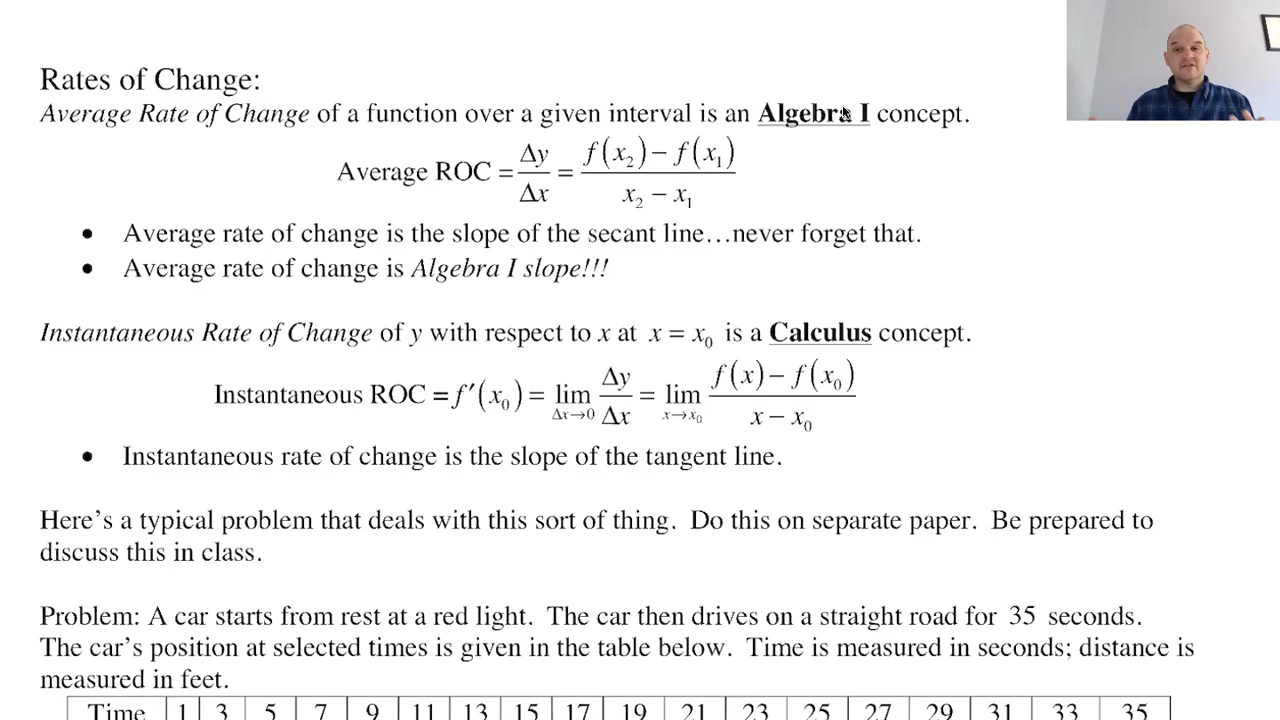 Rates of Change:
Average Rate of Change of a function over a given interval is an Algebra I concept.
Average ROC = Δy/Δx = (f(x₂) − f(x₁))/(x₂ − x₁)
• Average rate of change is the slope of the secant line…never forget that.
• Average rate of change is Algebra I slope!!!
Instantaneous Rate of Change of y with respect to x at x = x₀ is a Calculus concept.
Instantaneous ROC = f′(x₀) = lim_{Δx→0} Δy/Δx = lim_{x→x₀} (f(x) − f(x₀))/(x − x₀)
• Instantaneous rate of change is the slope of the tangent line.
Here’s a typical problem that deals with this sort of thing. Do this on separate paper. Be prepared to
discuss this in class.
Problem: A car starts from rest at a red light. The car then drives on a straight road for 35 seconds.
The car’s position at selected times is given in the table below. Time is measured in seconds; distance is
measured in feet.
Time 1 3 5 7 9 11 13 15 17 19 21 23 25 27 29 31 33 35